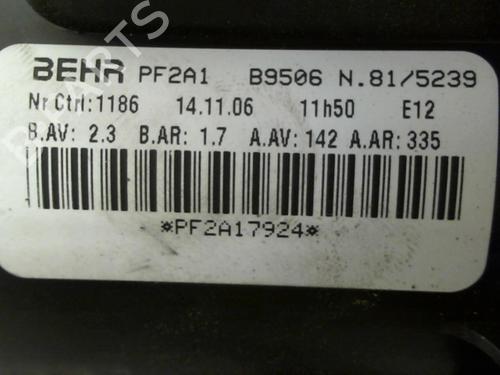 BEHR PF2A1 B9506 N.81/5239
Nr Ctrl:1186 14.11.06 11h50 E12
B.AV: 2.3 B.AR: 1.7 A.AV: 142 A.AR: 335
*PF2A17924*